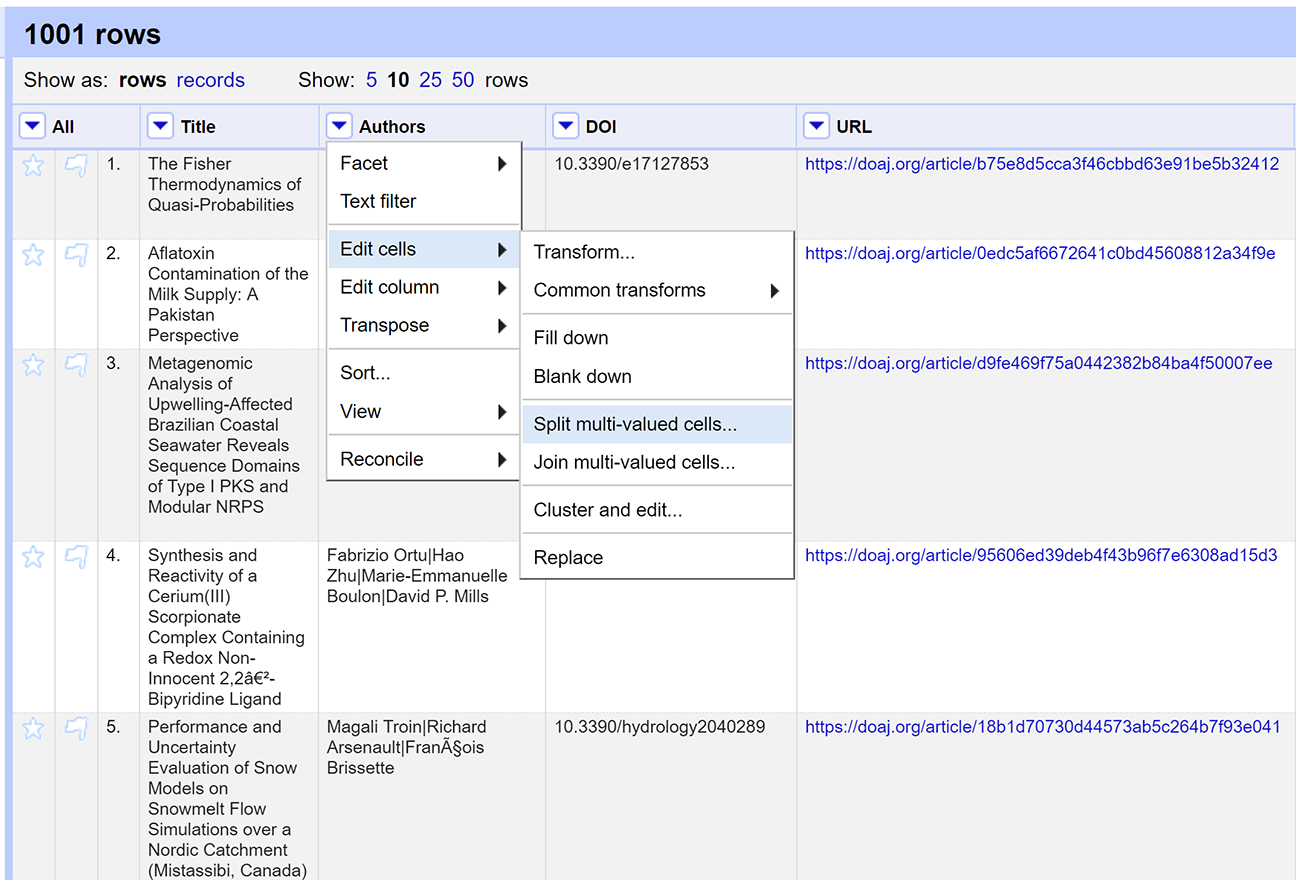 1001 rows
Show as: rows records Show: 5 10 25 50 rows
All Title Authors DOI URL
1. The Fisher
Thermodynamics of
Quasi-Probabilities
10.3390/e17127853
https://doaj.org/article/b75e8d5cca3f46cbbd63e91be5b32412
Facet
Text filter
Edit cells
Edit column
Transpose
Sort...
View
Reconcile
Transform...
Common transforms
Fill down
Blank down
Split multi-valued cells...
Join multi-valued cells...
Cluster and edit...
Replace
2. Aflatoxin
Contamination of the
Milk Supply: A
Pakistan
Perspective
https://doaj.org/article/0edc5af6672641c0bd45608812a34f9e
3. Metagenomic
Analysis of
Upwelling-Affected
Brazilian Coastal
Seawater Reveals
Sequence Domains
of Type I PKS and
Modular NRPS
https://doaj.org/article/d9fe469f75a0442382b84ba4f50007ee
4. Synthesis and
Reactivity of a
Cerium(III)
Scorpionate
Complex Containing
a Redox Non-
Innocent 2,2â€²-
Bipyridine Ligand
Fabrizio Ortu|Hao
Zhu|Marie-Emmanuelle
Boulon|David P. Mills
https://doaj.org/article/95606ed39deb4f43b96f7e6308ad15d3
5. Performance and
Uncertainty
Evaluation of Snow
Models on
Snowmelt Flow
Simulations over a
Nordic Catchment
(Mistassibi, Canada)
Magali Troin|Richard
Arsenault|FranÃ§ois
Brissette
10.3390/hydrology2040289
https://doaj.org/article/18b1d70730d44573ab5c264b7f93e041